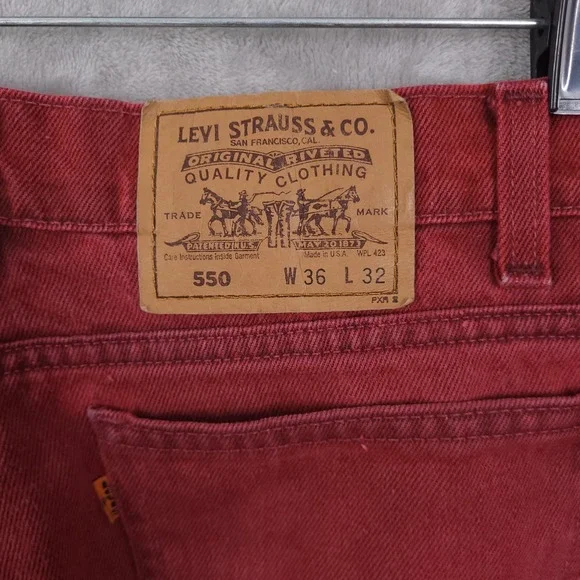 LEVI STRAUSS & CO.
SAN FRANCISCO, CAL.
ORIGINAL RIVETED
QUALITY CLOTHING
TRADE MARK
PATENTED IN U.S. MAY 20 1873
Care Instructions Inside Garment Made in U.S.A. WPL 423
550 W 36 L 32